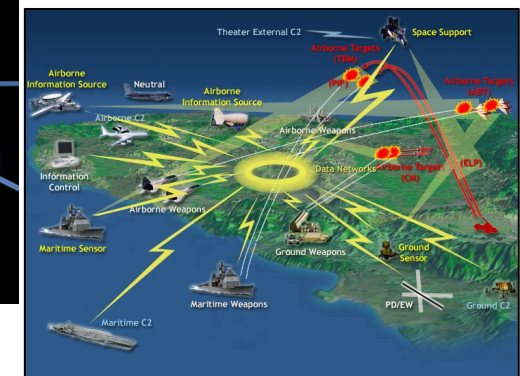 Theater External C2
Space Support
Airborne Targets
(TBM)
(PIP)
Airborne Targets
(ABT)
Airborne
Information Source
Neutral
Airborne
Information Source
Airborne C2
Airborne Weapons
Data Networks
Airborne Targets
(CM)
(ELP)
Information
Control
Airborne Weapons
Maritime Sensor
Ground Weapons
Ground
Sensor
Maritime Weapons
PD/EW
Ground C2
Maritime C2